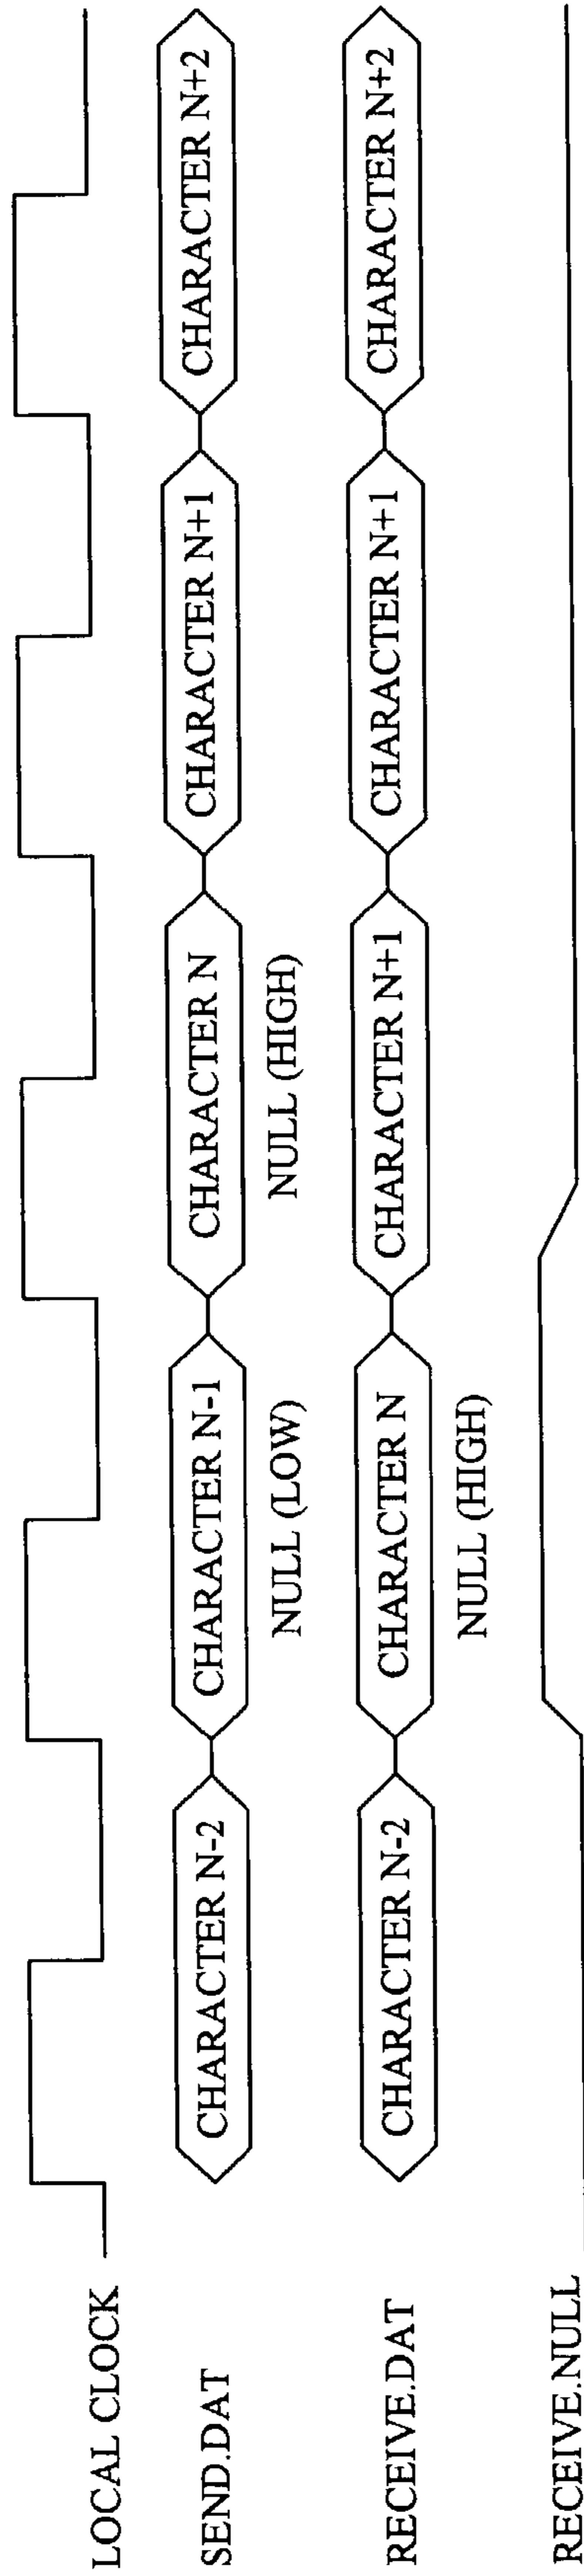 LOCAL CLOCK
SEND.DAT
CHARACTER N-2
CHARACTER N-1
CHARACTER N
CHARACTER N+1
CHARACTER N+2
NULL (LOW)
NULL (HIGH)
RECEIVE.DAT
CHARACTER N-2
CHARACTER N
CHARACTER N+1
CHARACTER N+1
CHARACTER N+2
NULL (HIGH)
RECEIVE.NULL